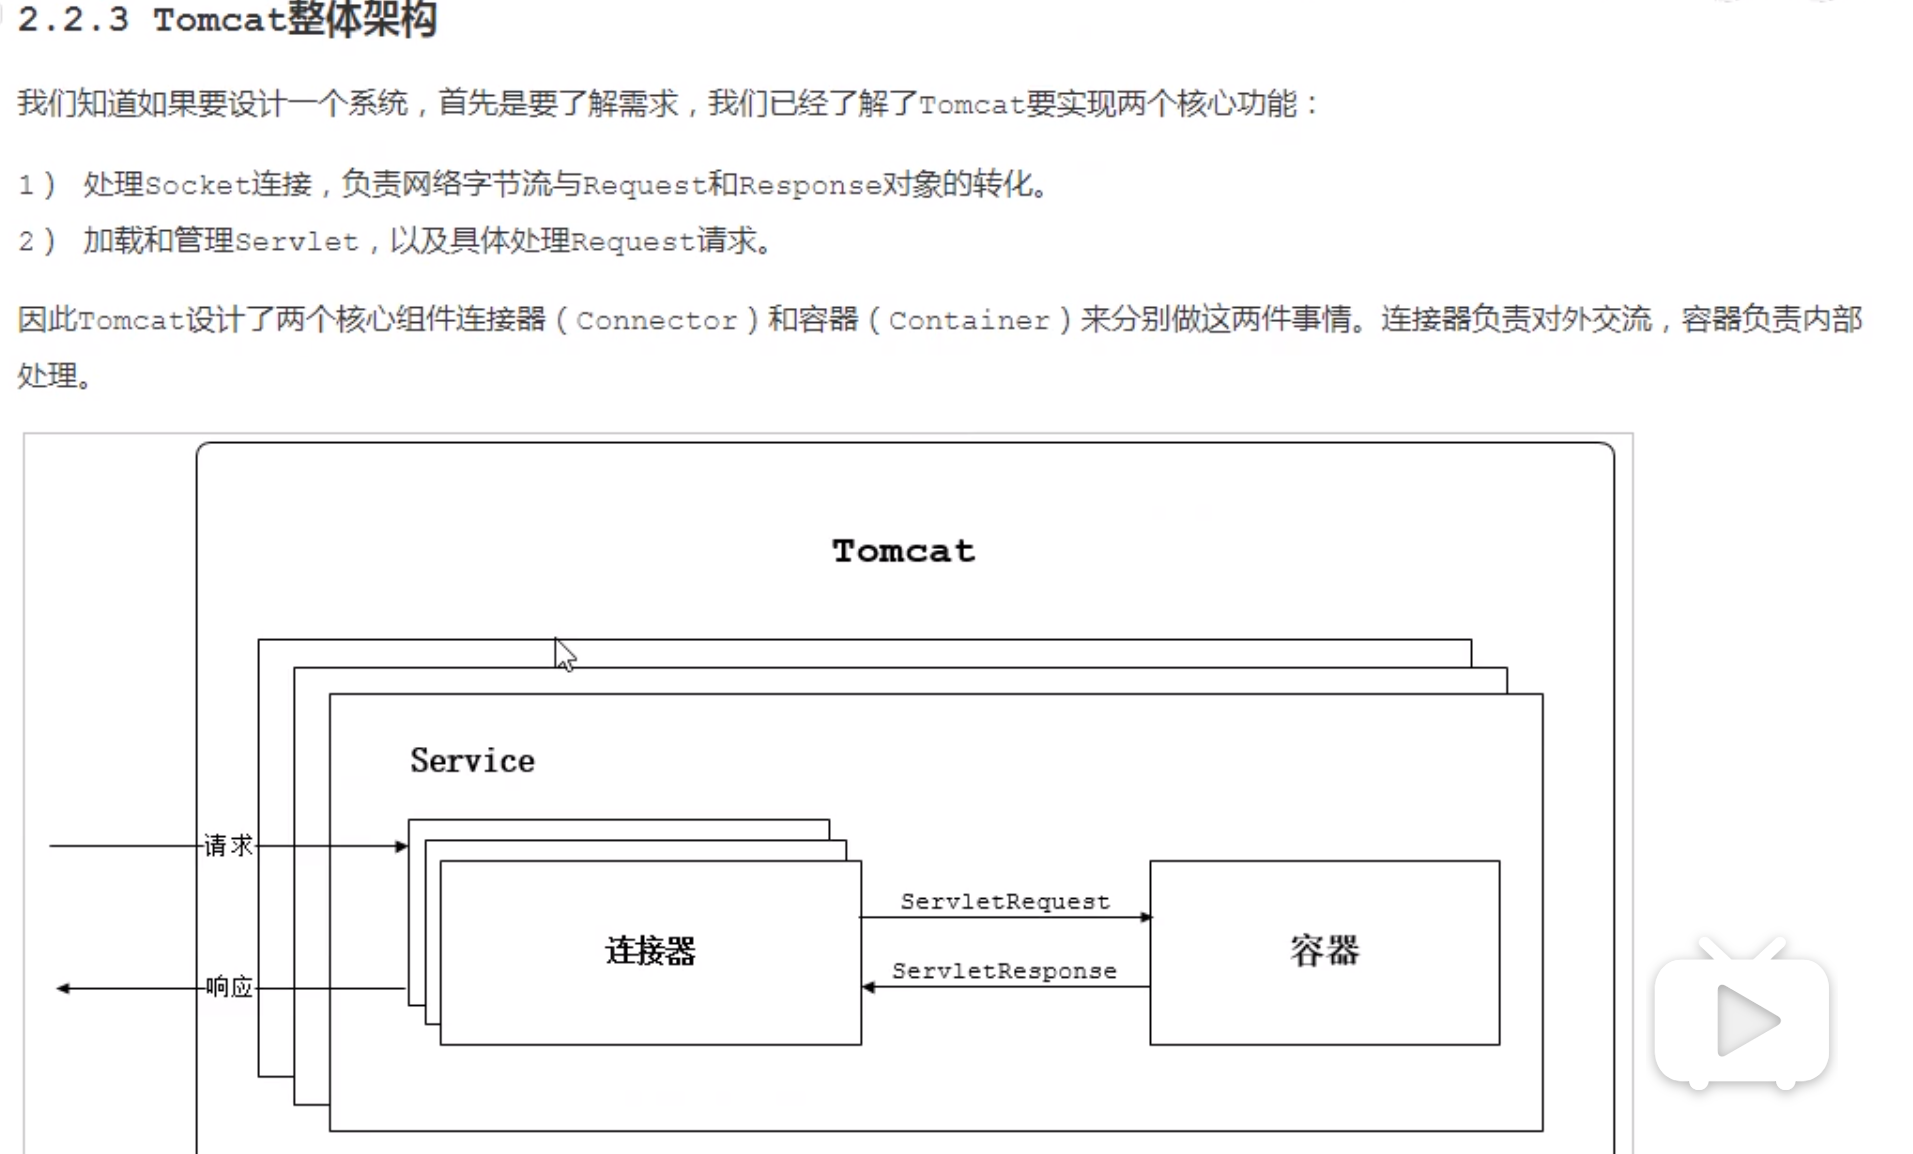 2.2.3 Tomcat整体架构
我们知道如果要设计一个系统，首先是要了解需求，我们已经了解了Tomcat要实现两个核心功能：
1） 处理Socket连接，负责网络字节流与Request和Response对象的转化。
2） 加载和管理Servlet，以及具体处理Request请求。
因此Tomcat设计了两个核心组件连接器（Connector）和容器（Container）来分别做这两件事情。连接器负责对外交流，容器负责内部
处理。
Tomcat
Service
请求
ServletRequest
连接器
容器
ServletResponse
响应